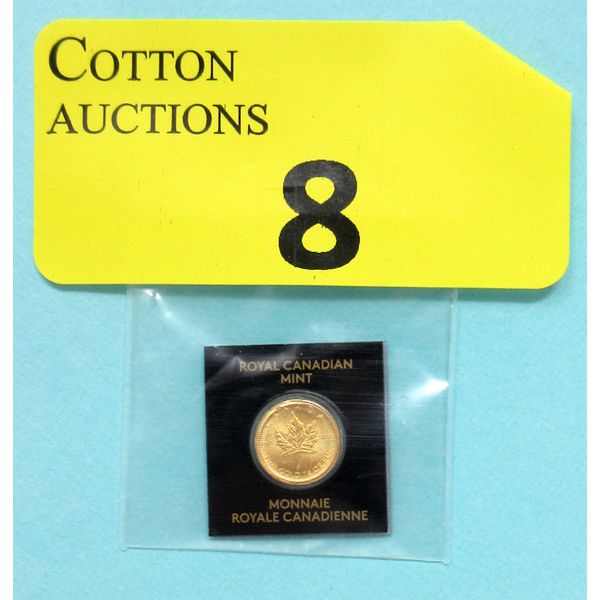 COTTON
AUCTIONS
8
ROYAL CANADIAN
MINT
MONNAIE
ROYALE CANADIENNE